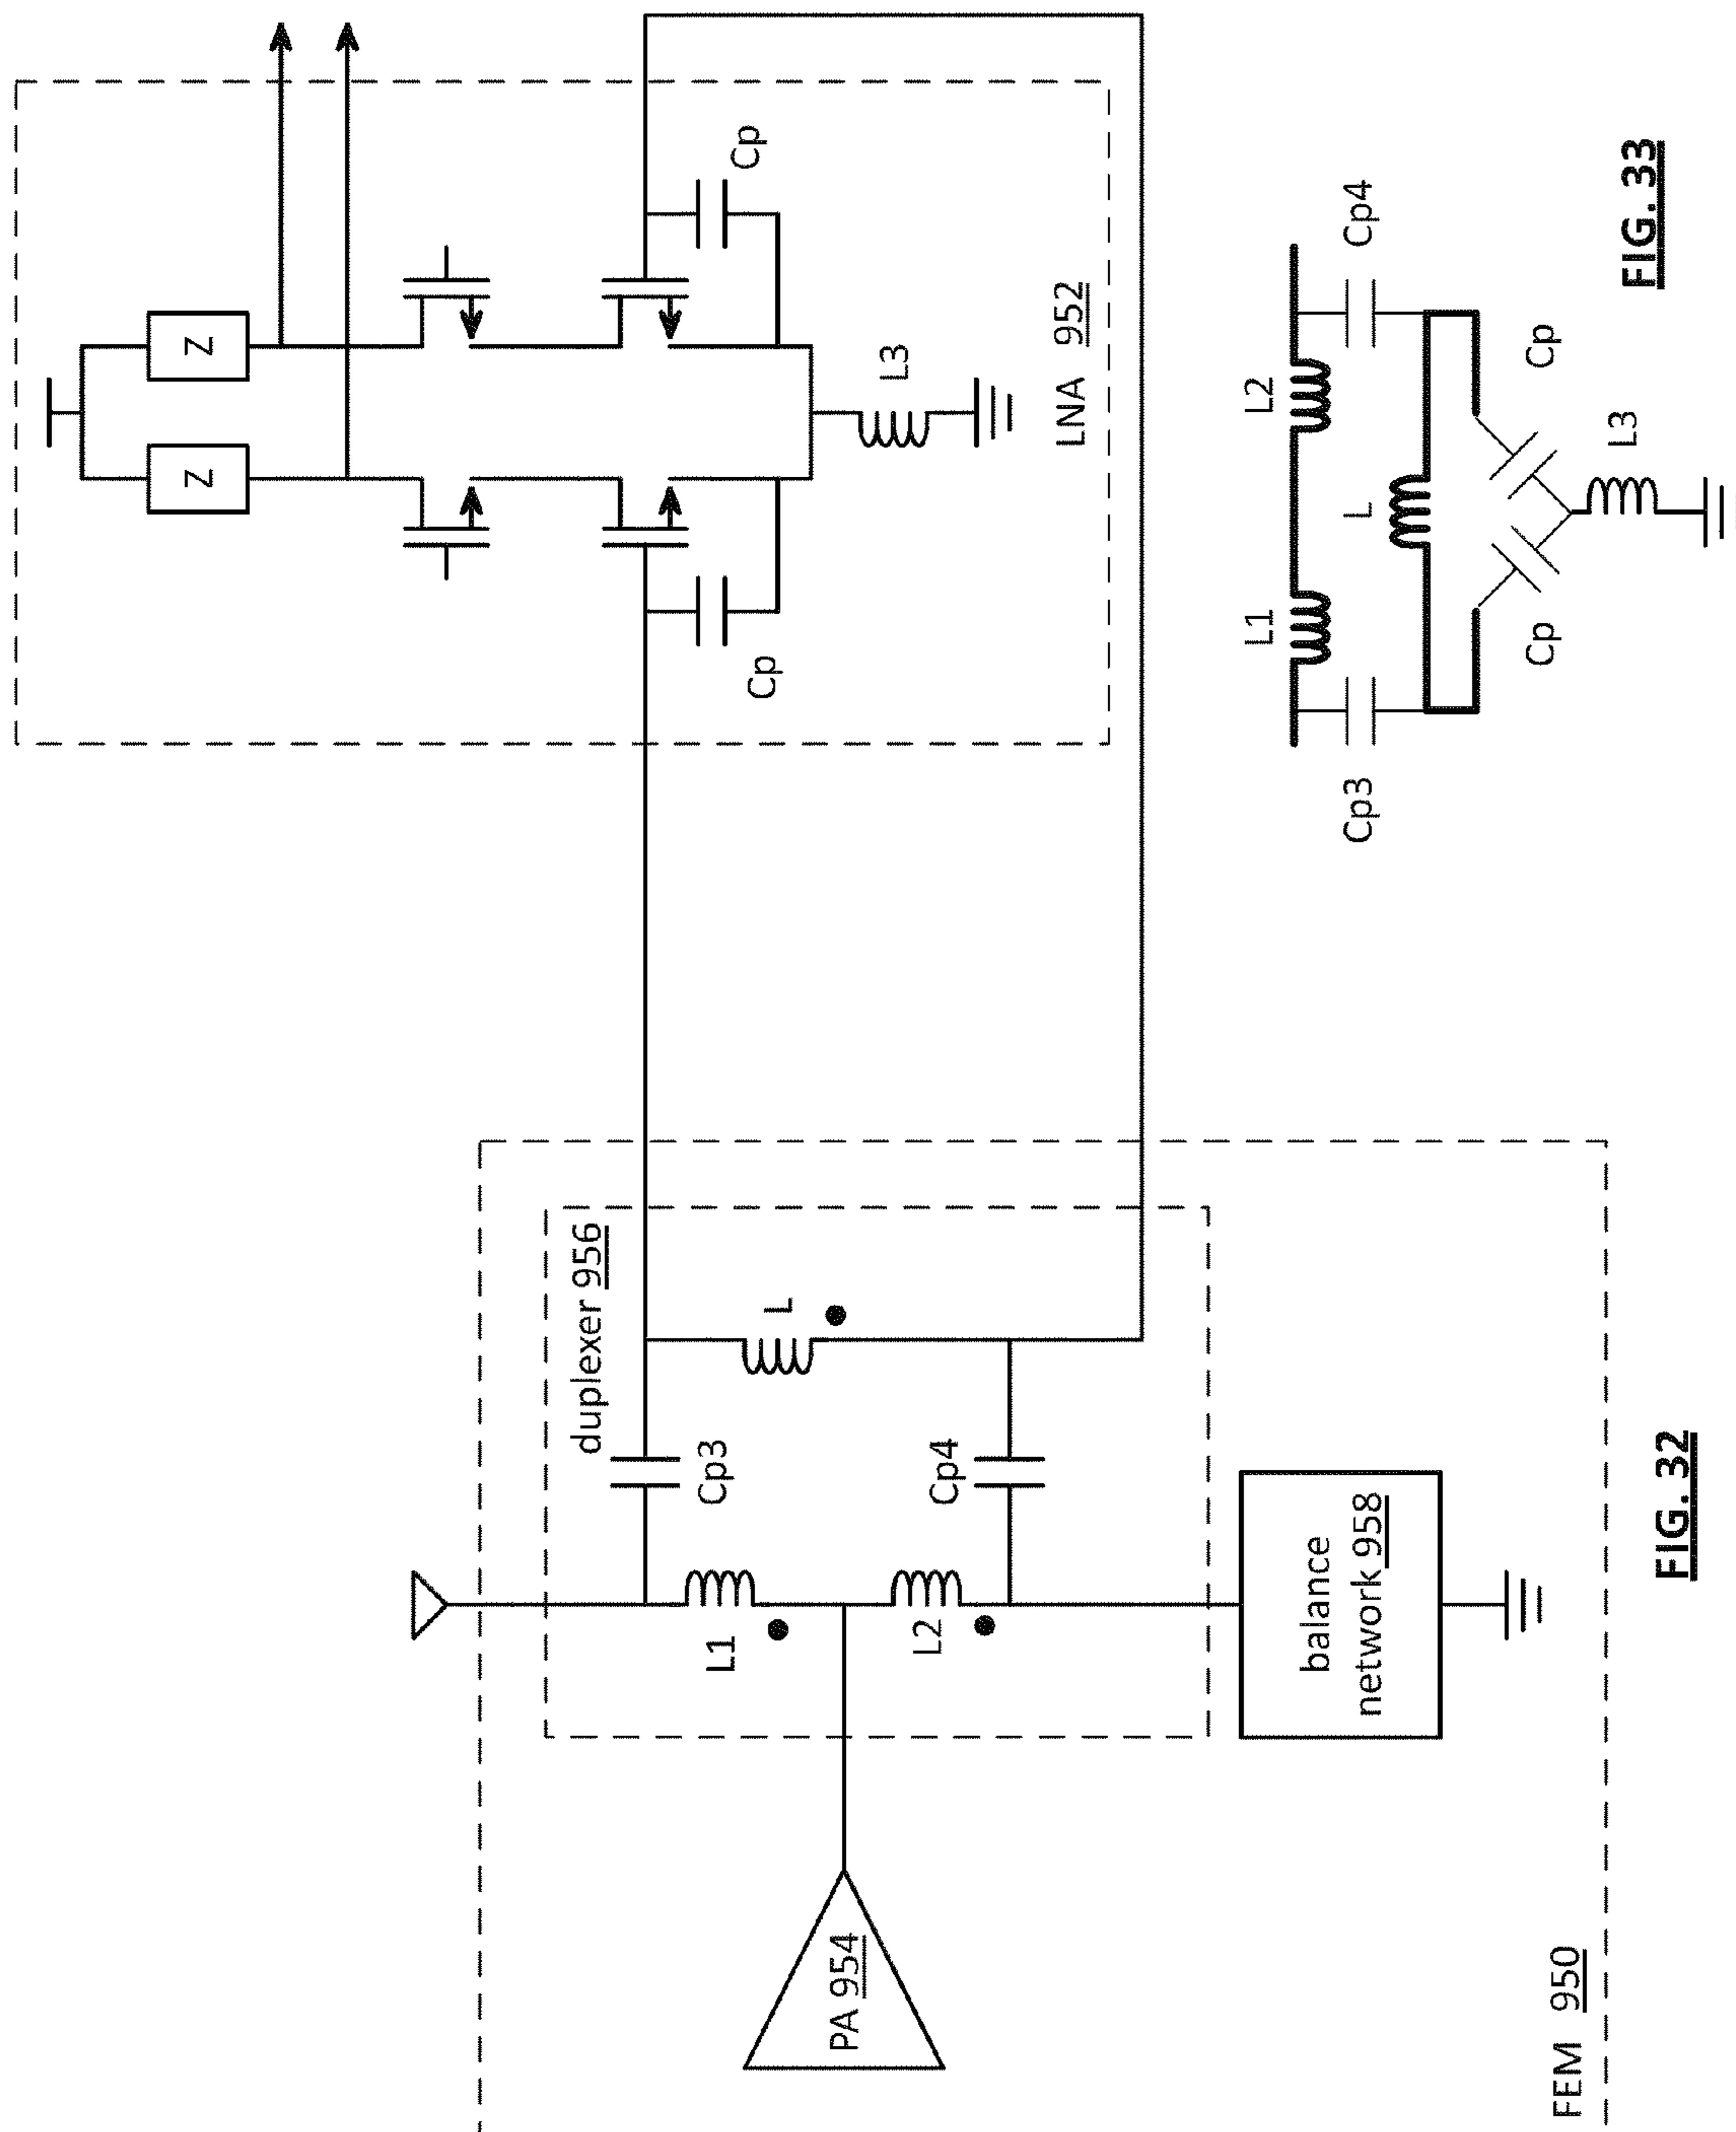 FEM 950
PA 954
duplexer 956
L1
L2
Cp3
Cp4
L
balance
network 958
FIG. 32
LNA 952
Z
Z
Cp
Cp
L3
Cp3
L1
L2
Cp4
L
Cp
Cp
L3
FIG. 33